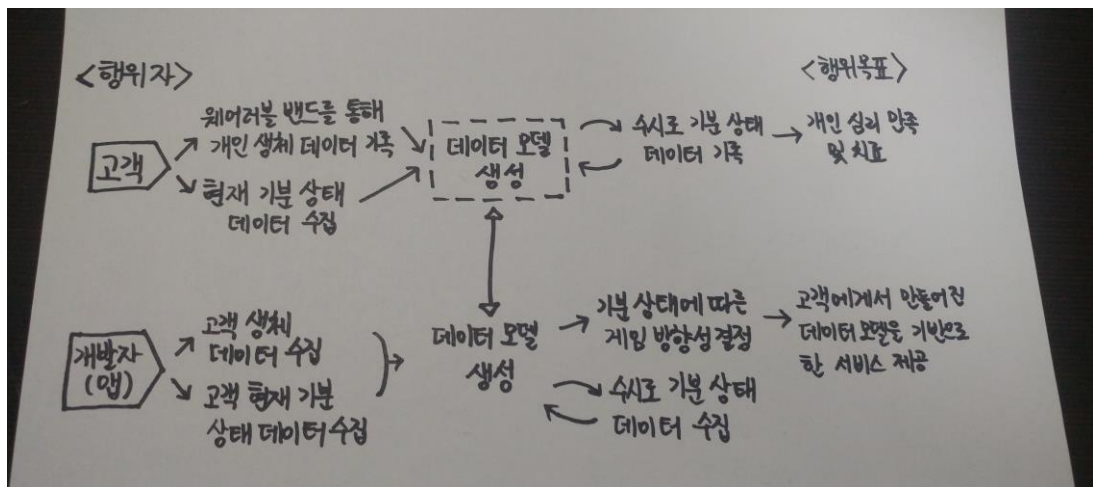 <행위자>
<행위목표>
고객
웨어러블 밴드를 통해
개인 생체 데이터 기록
현재 기분 상태
데이터 수집
데이터 모델
생성
수시로 기분 상태
데이터 기록
개인 심리 만족
및 치료
개발자
(앱)
고객 생체
데이터 수집
고객 현재 기분
상태 데이터 수집
데이터 모델
생성
기분 상태에 따른
게임 방향성 결정
수시로 기분 상태
데이터 수집
고객에게서 만들어진
데이터 모델을 기반으로
한 서비스 제공